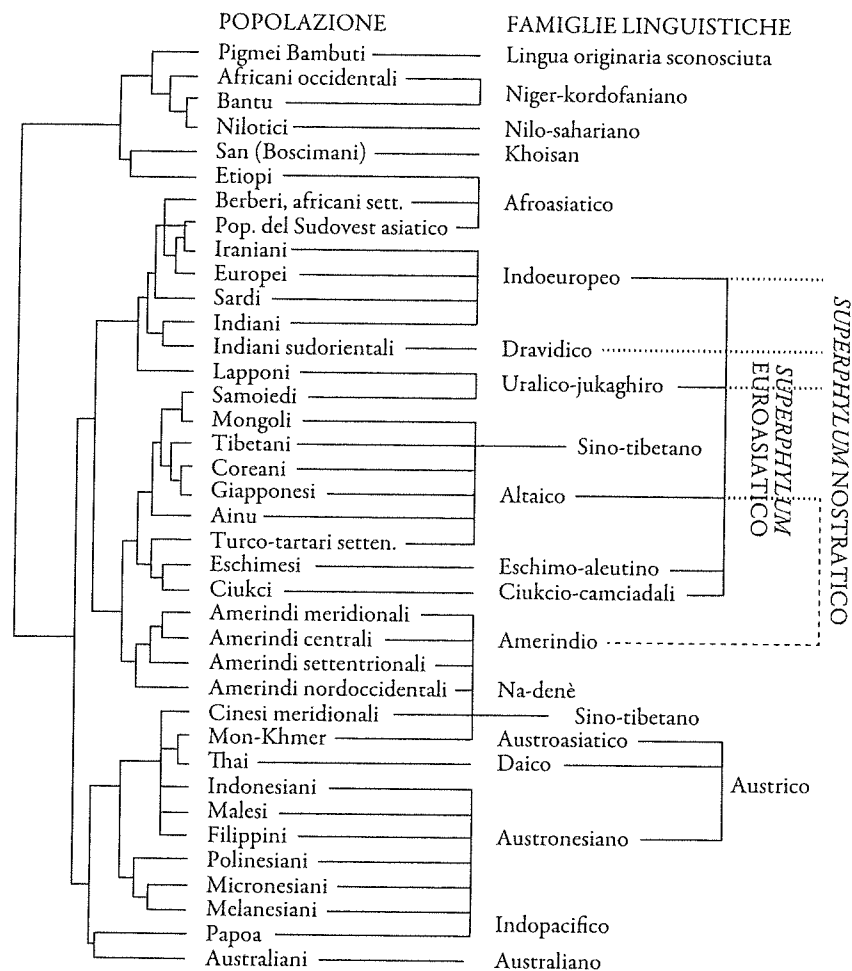 POPOLAZIONE FAMIGLIE LINGUISTICHE
Pigmei Bambuti Lingua originaria sconosciuta
Africani occidentali
Bantu Niger-kordofaniano
Nilotici Nilo-sahariano
San (Boscimani) Khoisan
Etiopi
Berberi, africani sett. Afroasiatico
Pop. del Sudovest asiatico
Iraniani
Europei Indoeuropeo
Sardi
Indiani
Indiani sudorientali Dravidico
Lapponi
Samoiedi Uralico-jukaghiro
Mongoli
Tibetani Sino-tibetano
Coreani
Giapponesi Altaico
Ainu
Turco-tartari setten.
Eschimesi Eschimo-aleutino
Ciukci Ciukcio-camciadali
Amerindi meridionali
Amerindi centrali Amerindio
Amerindi settentrionali
Amerindi nordoccidentali Na-denè
Cinesi meridionali Sino-tibetano
Mon-Khmer Austroasiatico
Thai Daico
Indonesiani Austrico
Malesi
Filippini Austronesiano
Polinesiani
Micronesiani
Melanesiani
Papoa Indopacifico
Australiani Australiano
SUPERPHYLUM
EUROASIATICO
SUPERPHYLUM NOSTRATICO